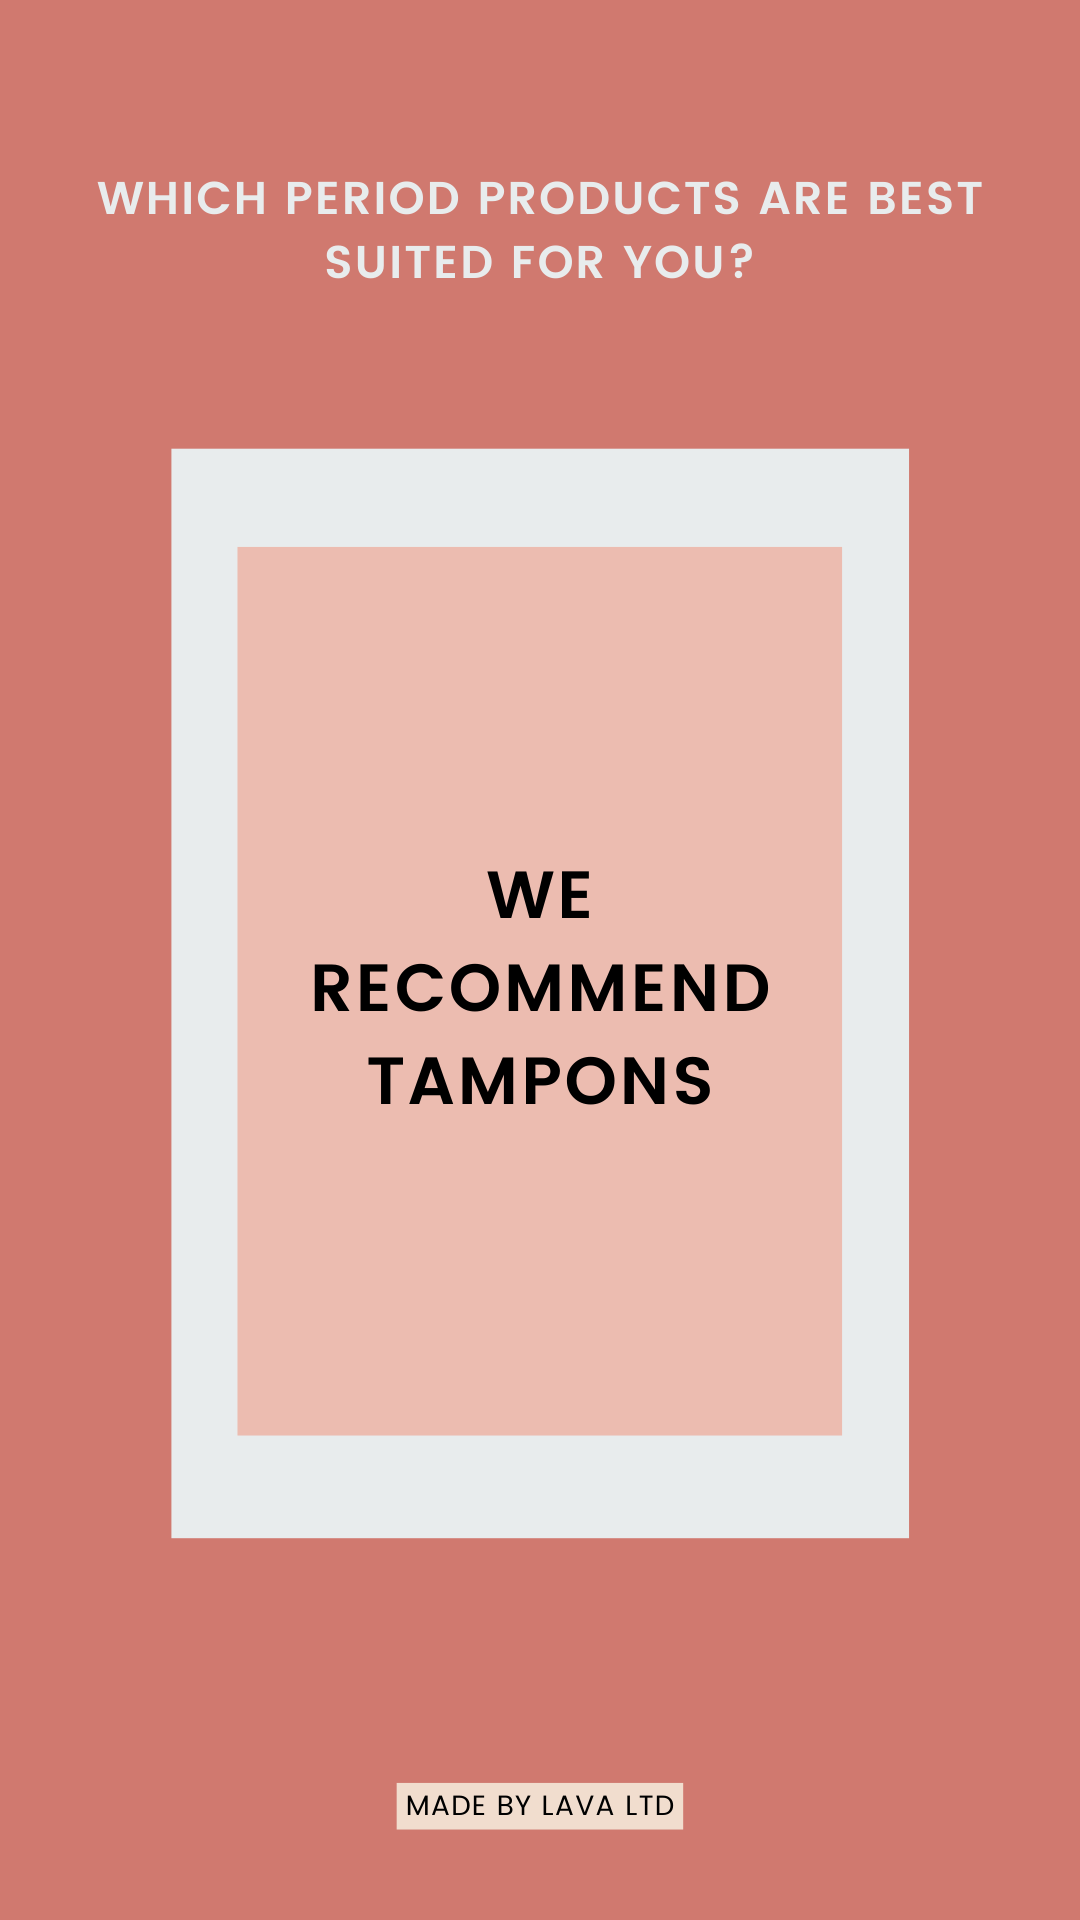 WHICH PERIOD PRODUCTS ARE BEST
SUITED FOR YOU?
WE
RECOMMEND
TAMPONS
MADE BY LAVA LTD